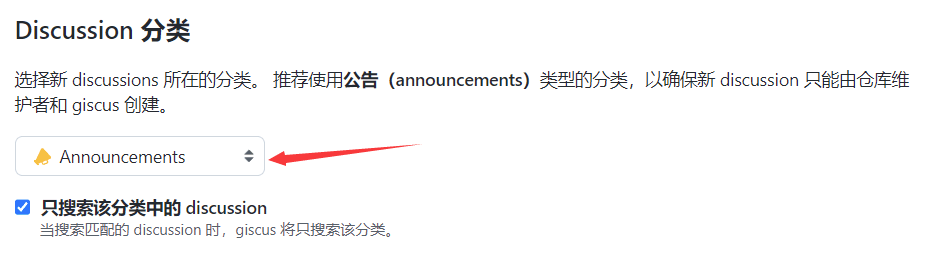 Discussion 分类
选择新 discussions 所在的分类。 推荐使用公告（announcements）类型的分类，以确保新 discussion 只能由仓库维
护者和 giscus 创建。
Announcements
只搜索该分类中的 discussion
当搜索匹配的 discussion 时，giscus 将只搜索该分类。